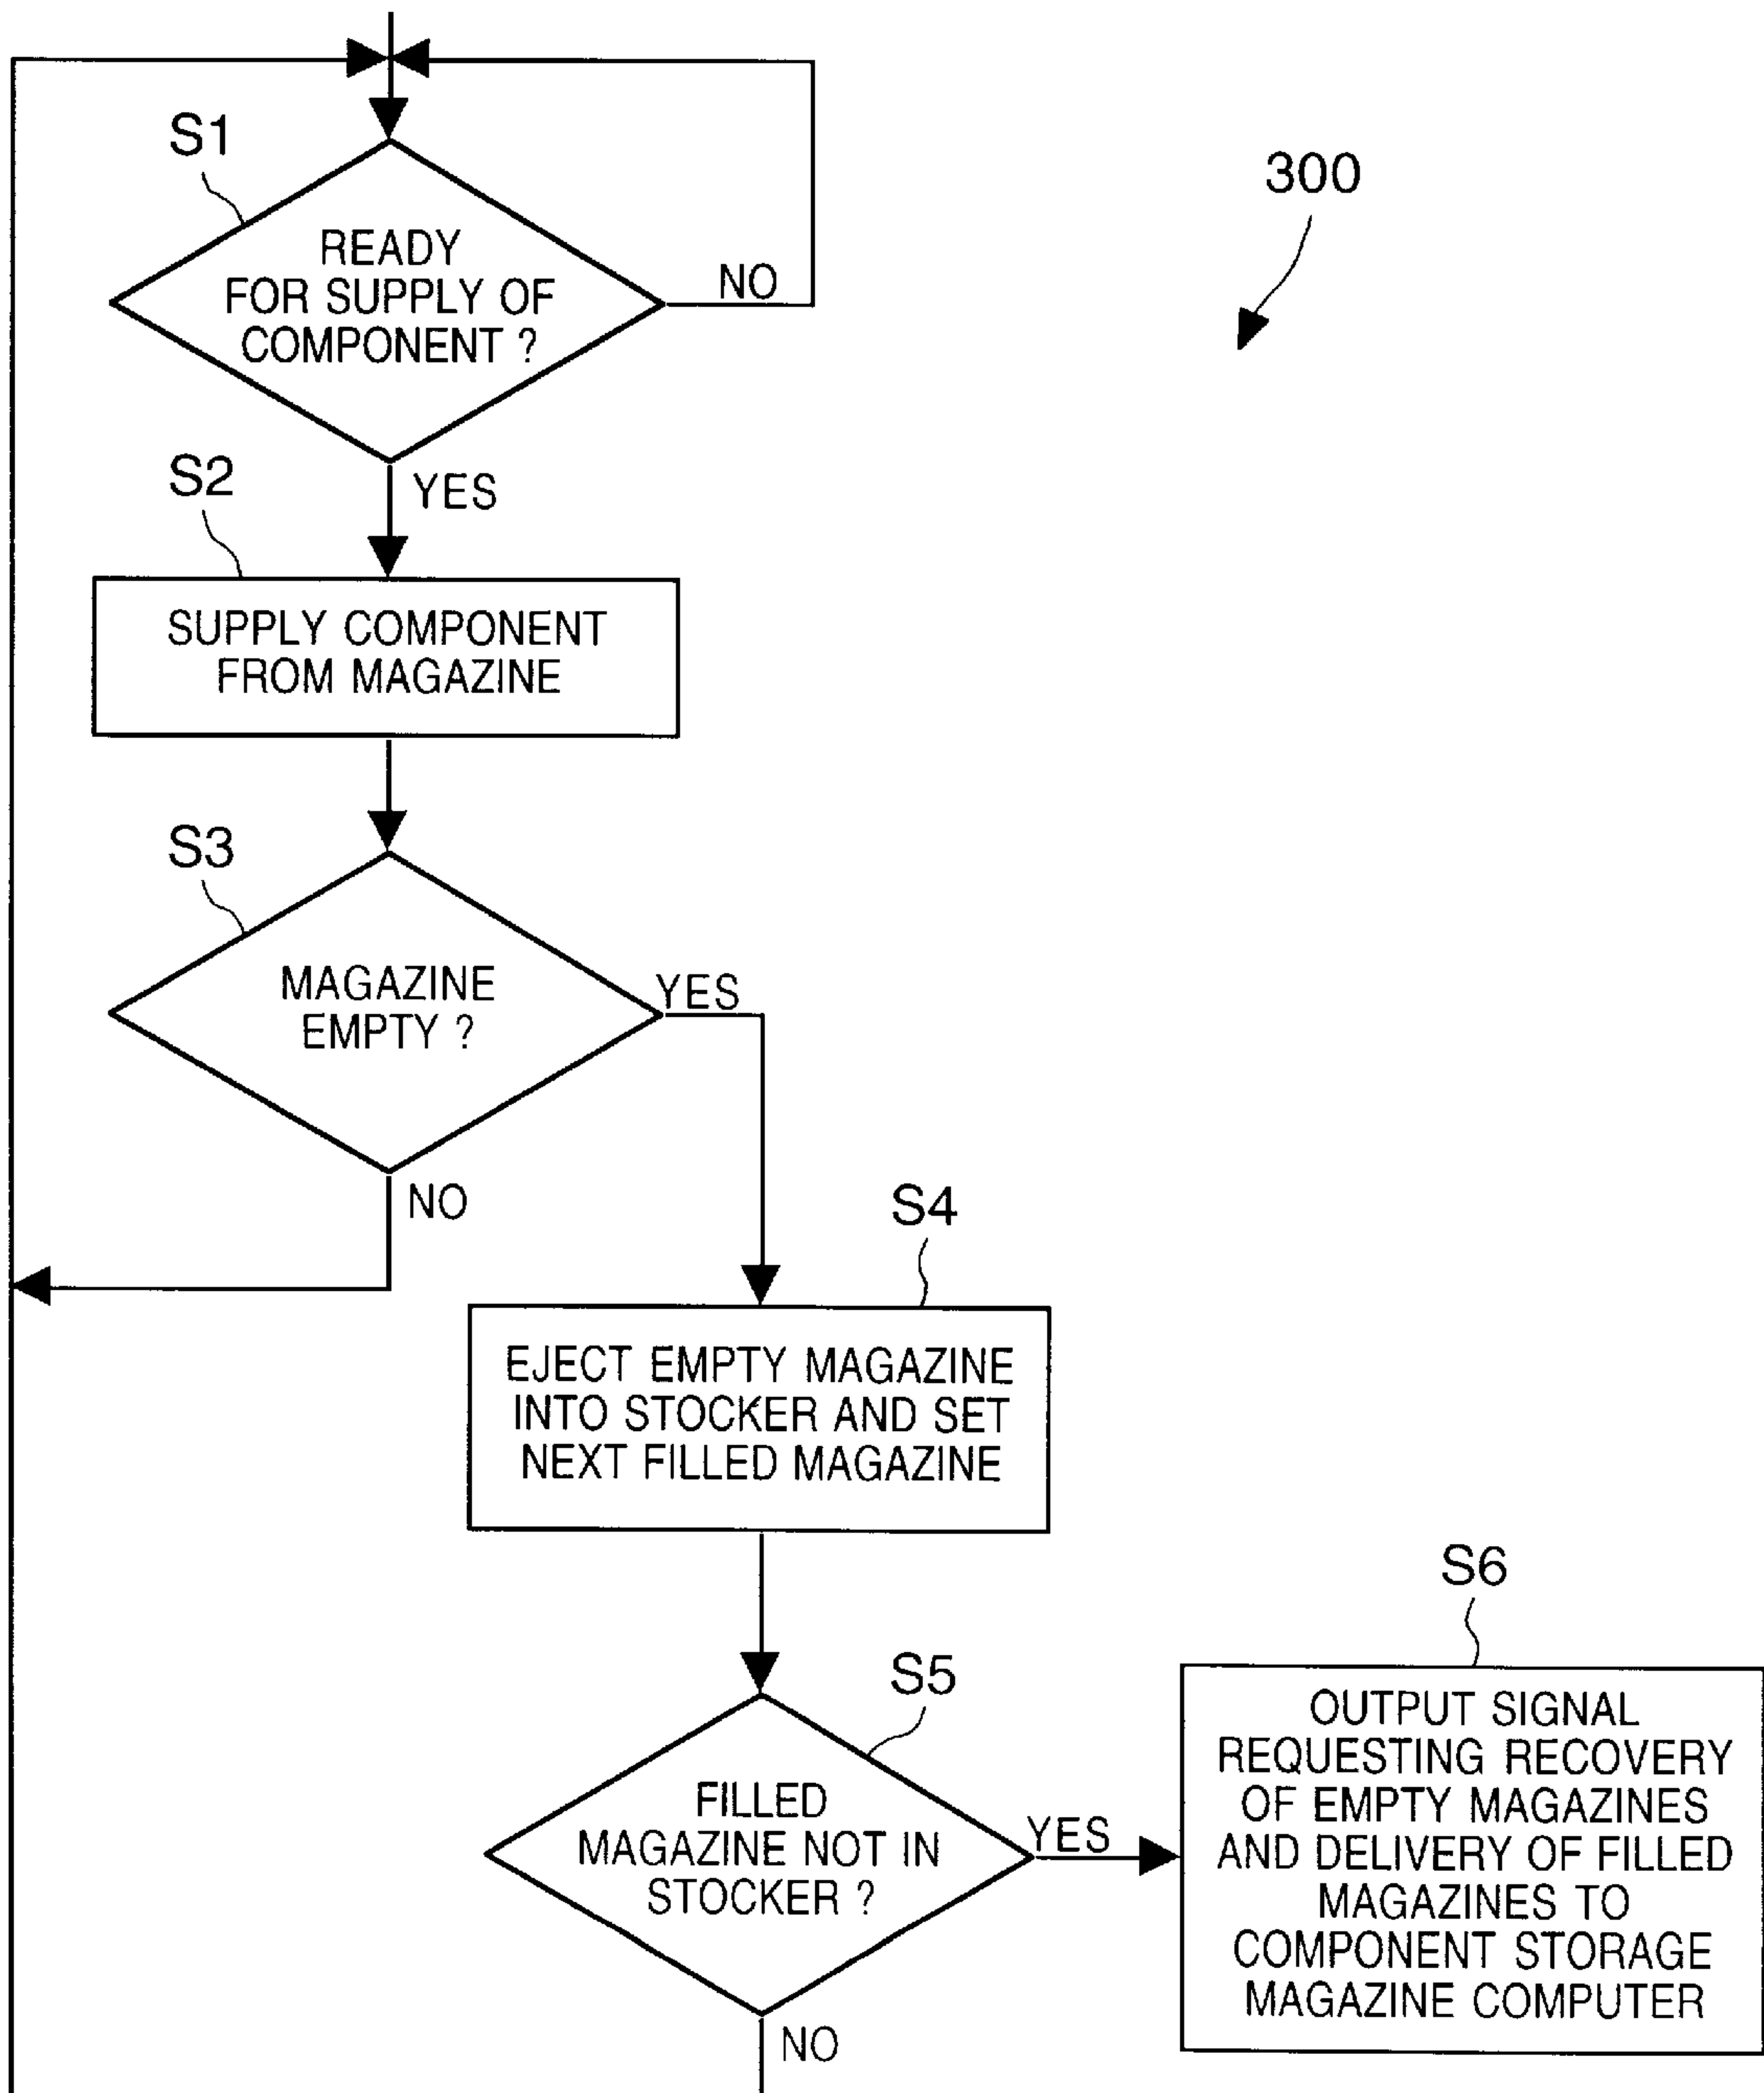 S1
300
READY
FOR SUPPLY OF
COMPONENT ?
NO
S2
YES
SUPPLY COMPONENT
FROM MAGAZINE
S3
MAGAZINE
EMPTY ?
YES
NO
S4
EJECT EMPTY MAGAZINE
INTO STOCKER AND SET
NEXT FILLED MAGAZINE
S5
FILLED
MAGAZINE NOT IN
STOCKER ?
YES
NO
S6
OUTPUT SIGNAL
REQUESTING RECOVERY
OF EMPTY MAGAZINES
AND DELIVERY OF FILLED
MAGAZINES TO
COMPONENT STORAGE
MAGAZINE COMPUTER